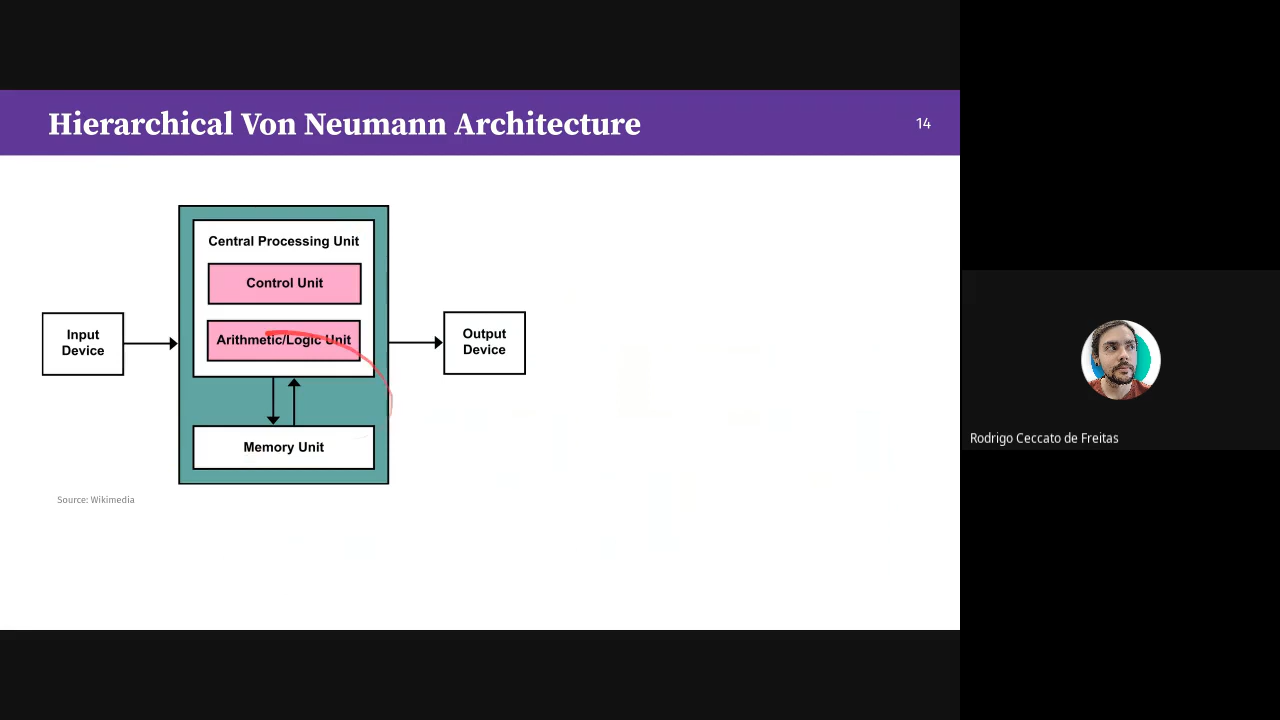 Hierarchical Von Neumann Architecture
14
Central Processing Unit
Control Unit
Arithmetic/Logic Unit
Input
Device
Output
Device
Memory Unit
Source: Wikimedia
Rodrigo Ceccato de Freitas